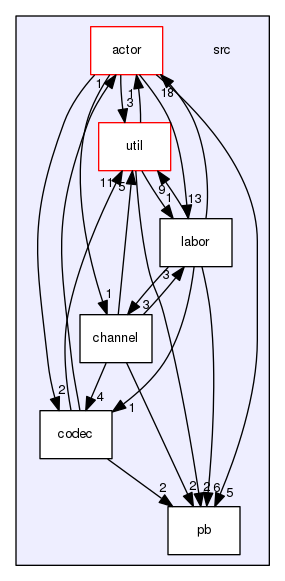 actor src
1 3 1 18
util
11 5 9 1 13
labor
3
1 3
channel
2 4 1
codec
2 2 2 6 5
pb